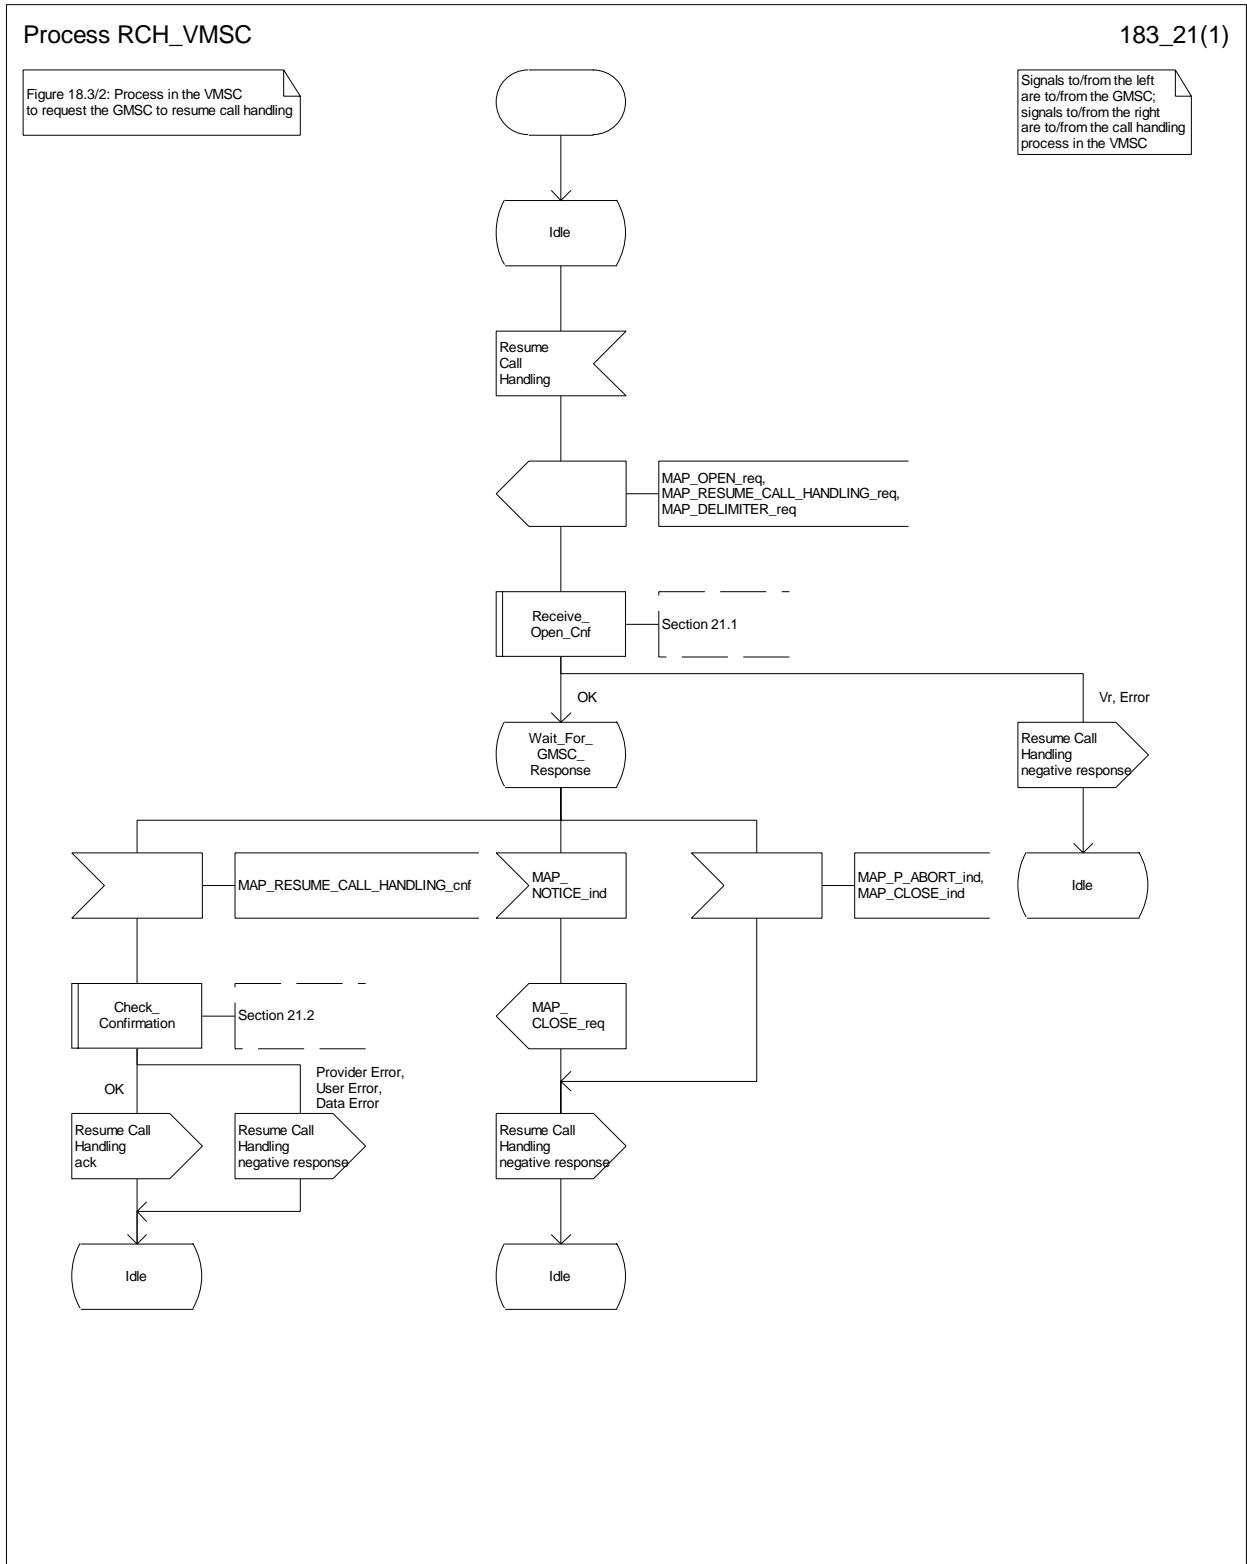 Process RCH_VMSC
183_21(1)
Figure 18.3/2: Process in the VMSC
to request the GMSC to resume call handling
Signals to/from the left
are to/from the GMSC;
signals to/from the right
are to/from the call handling
process in the VMSC
Idle
Resume
Call
Handling
MAP_OPEN_req,
MAP_RESUME_CALL_HANDLING_req,
MAP_DELIMITER_req
Receive_
Open_Cnf
Section 21.1
OK
Vr, Error
Wait_For_
GMSC_
Response
Resume Call
Handling
negative response
MAP_RESUME_CALL_HANDLING_cnf
MAP_
NOTICE_ind
MAP_P_ABORT_ind,
MAP_CLOSE_ind
Idle
Check_
Confirmation
Section 21.2
MAP_
CLOSE_req
OK
Provider Error,
User Error,
Data Error
Resume Call
Handling
ack
Resume Call
Handling
negative response
Resume Call
Handling
negative response
Idle
Idle